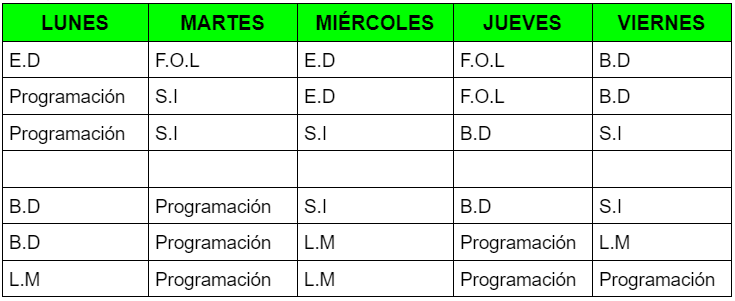 LUNES MARTES MIÉRCOLES JUEVES VIERNES
E.D F.O.L E.D F.O.L B.D
Programación S.I E.D F.O.L B.D
Programación S.I S.I B.D S.I
B.D Programación S.I B.D S.I
B.D Programación L.M Programación L.M
L.M Programación L.M Programación Programación